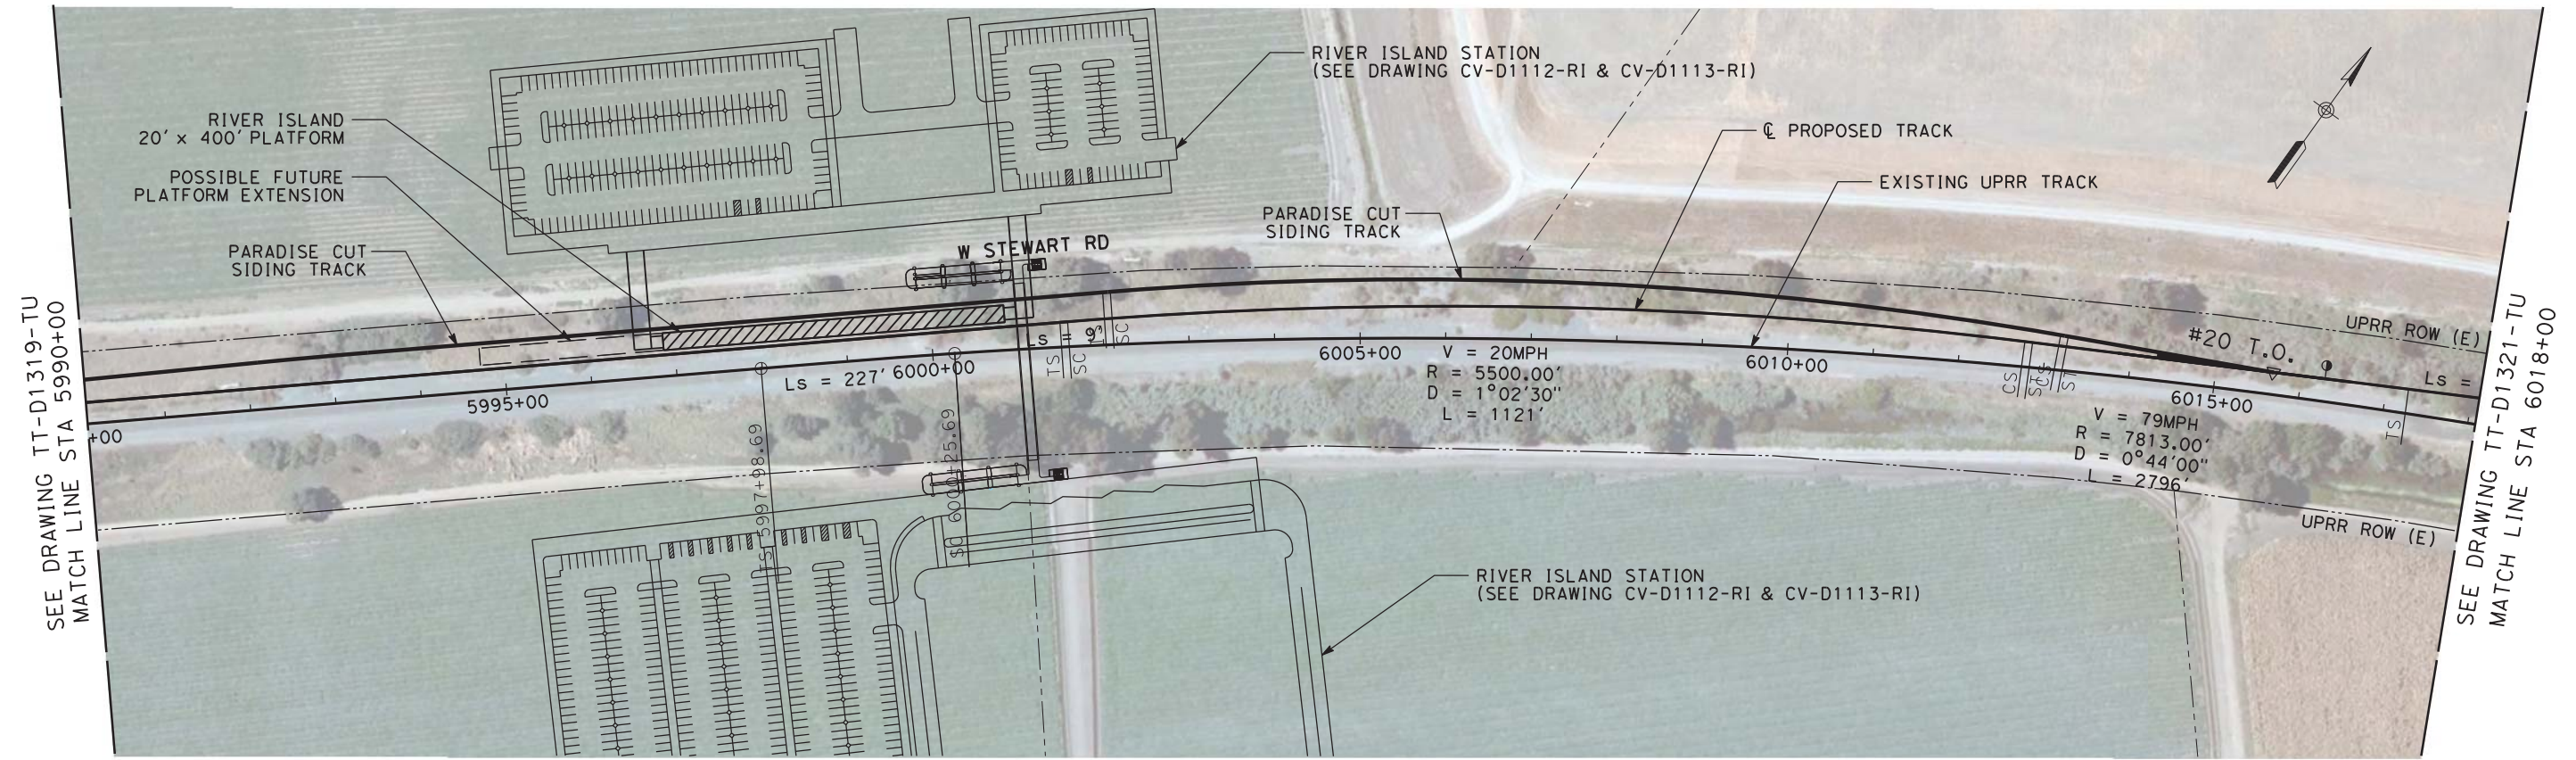 SEE DRAWING TT-D1319-TU
MATCH LINE STA 5990+00
RIVER ISLAND
20' x 400' PLATFORM
POSSIBLE FUTURE
PLATFORM EXTENSION
PARADISE CUT
SIDING TRACK
RIVER ISLAND STATION
(SEE DRAWING CV-D1112-RI & CV-D1113-RI)
℄ PROPOSED TRACK
EXISTING UPRR TRACK
PARADISE CUT
SIDING TRACK
W STEWART RD
UPRR ROW (E)
#20 T.O.
Ls =
TS
SC
SC
+00
5995+00
Ls = 227'
6000+00
6005+00
6010+00
6015+00
V = 20MPH
R = 5500.00'
D = 1°02'30"
L = 1121'
CS
ST
Ls =
TS
V = 79MPH
R = 7813.00'
D = 0°44'00"
L = 2796'
TS 5997+98.69
SC 6000+25.69
UPRR ROW (E)
RIVER ISLAND STATION
(SEE DRAWING CV-D1112-RI & CV-D1113-RI)
SEE DRAWING TT-D1321-TU
MATCH LINE STA 6018+00